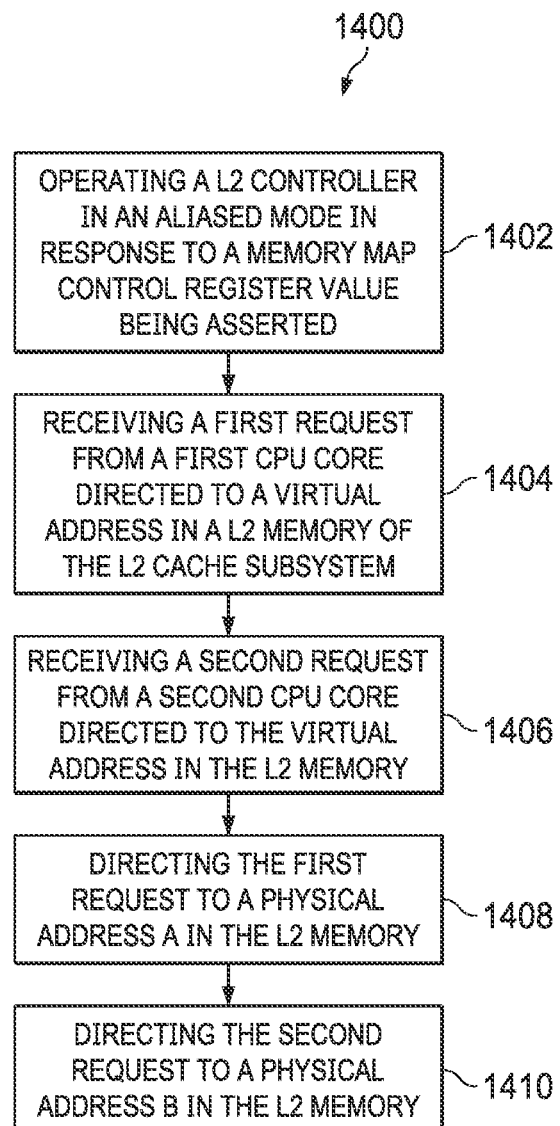 1400
OPERATING A L2 CONTROLLER
IN AN ALIASED MODE IN
RESPONSE TO A MEMORY MAP
CONTROL REGISTER VALUE
BEING ASSERTED
1402
RECEIVING A FIRST REQUEST
FROM A FIRST CPU CORE
DIRECTED TO A VIRTUAL
ADDRESS IN A L2 MEMORY OF
THE L2 CACHE SUBSYSTEM
1404
RECEIVING A SECOND REQUEST
FROM A SECOND CPU CORE
DIRECTED TO THE VIRTUAL
ADDRESS IN THE L2 MEMORY
1406
DIRECTING THE FIRST
REQUEST TO A PHYSICAL
ADDRESS A IN THE L2 MEMORY
1408
DIRECTING THE SECOND
REQUEST TO A PHYSICAL
ADDRESS B IN THE L2 MEMORY
1410